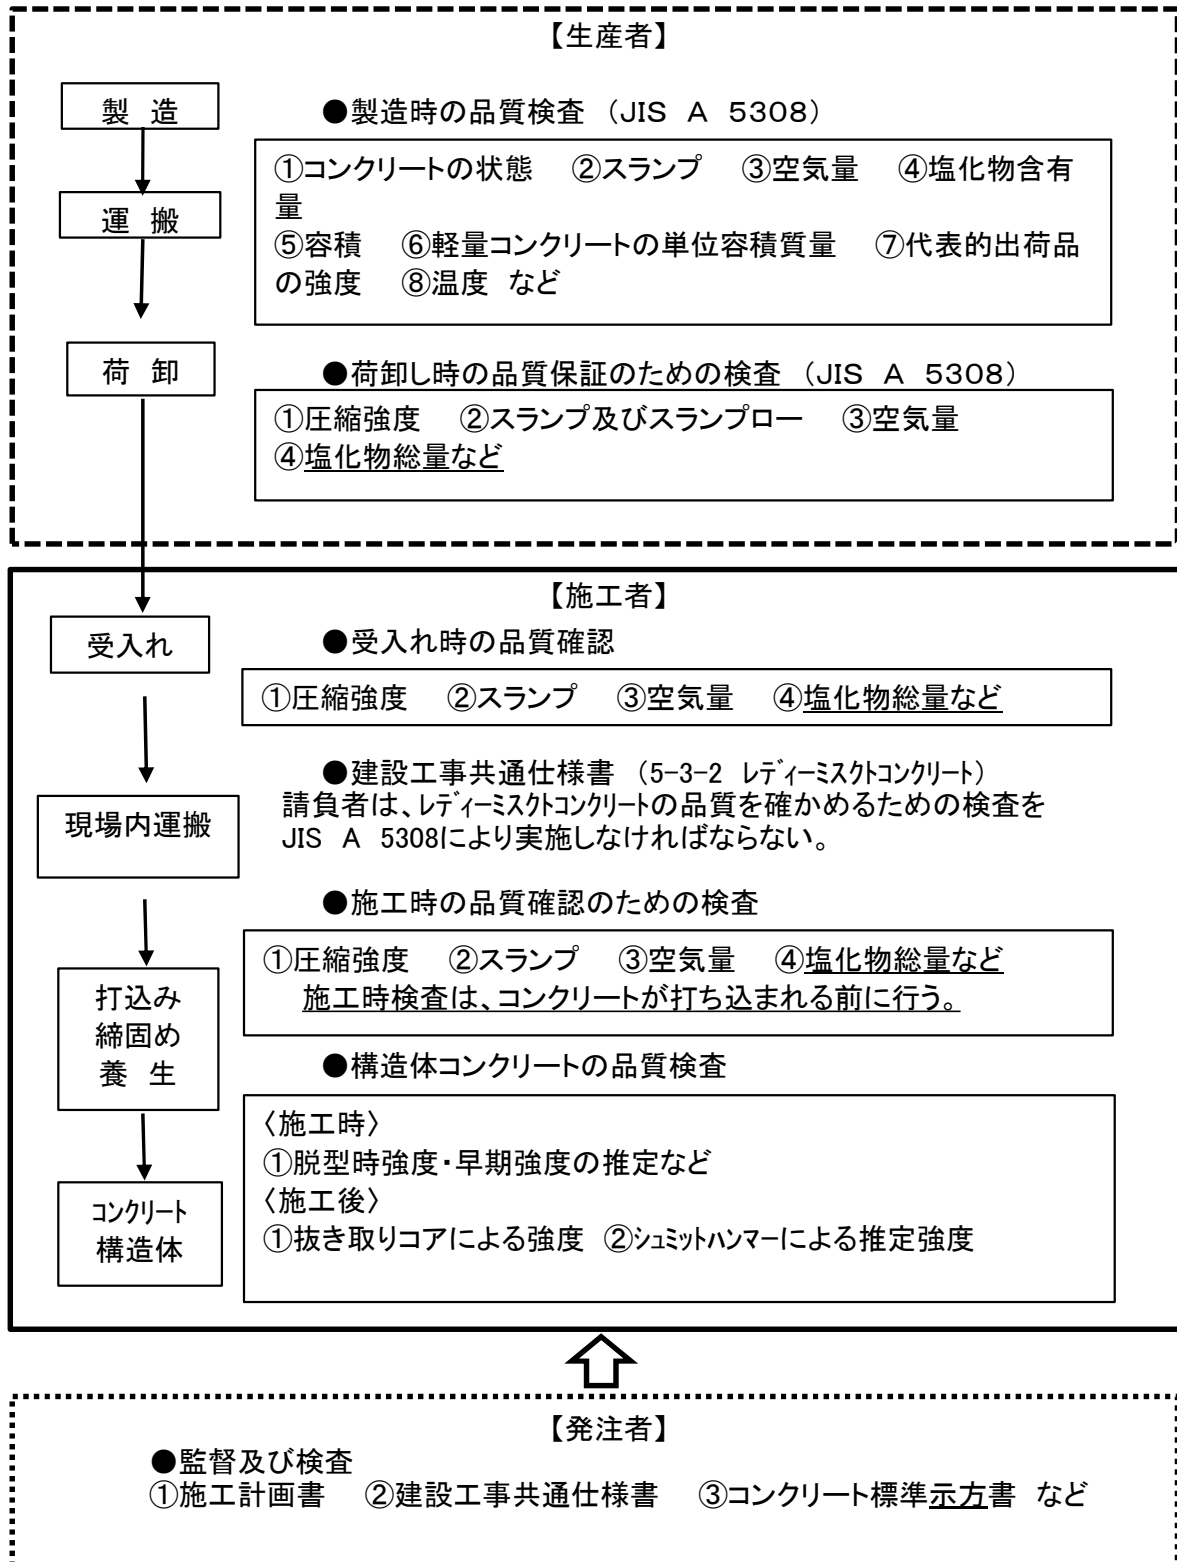 【生産者】
製 造
●製造時の品質検査 (JIS A 5308)
①コンクリートの状態 ②スランプ ③空気量 ④塩化物含有
量
運 搬
⑤容積 ⑥軽量コンクリートの単位容積質量 ⑦代表的出荷品
の強度 ⑧温度 など
荷 卸
●荷卸し時の品質保証のための検査 (JIS A 5308)
①圧縮強度 ②スランプ及びスランプロー ③空気量
④塩化物総量など
【施工者】
受入れ
●受入れ時の品質確認
①圧縮強度 ②スランプ ③空気量 ④塩化物総量など
●建設工事共通仕様書 (5-3-2 レディーミスクトコンクリート)
請負者は、レディーミスクトコンクリートの品質を確かめるための検査を
JIS A 5308により実施しなければならない。
現場内運搬
●施工時の品質確認のための検査
①圧縮強度 ②スランプ ③空気量 ④塩化物総量など
施工時検査は、コンクリートが打ち込まれる前に行う。
打込み
締固め
養 生
●構造体コンクリートの品質検査
〈施工時〉
①脱型時強度・早期強度の推定など
〈施工後〉
①抜き取りコアによる強度 ②シュミットハンマーによる推定強度
コンクリート
構造体
【発注者】
●監督及び検査
①施工計画書 ②建設工事共通仕様書 ③コンクリート標準示方書 など